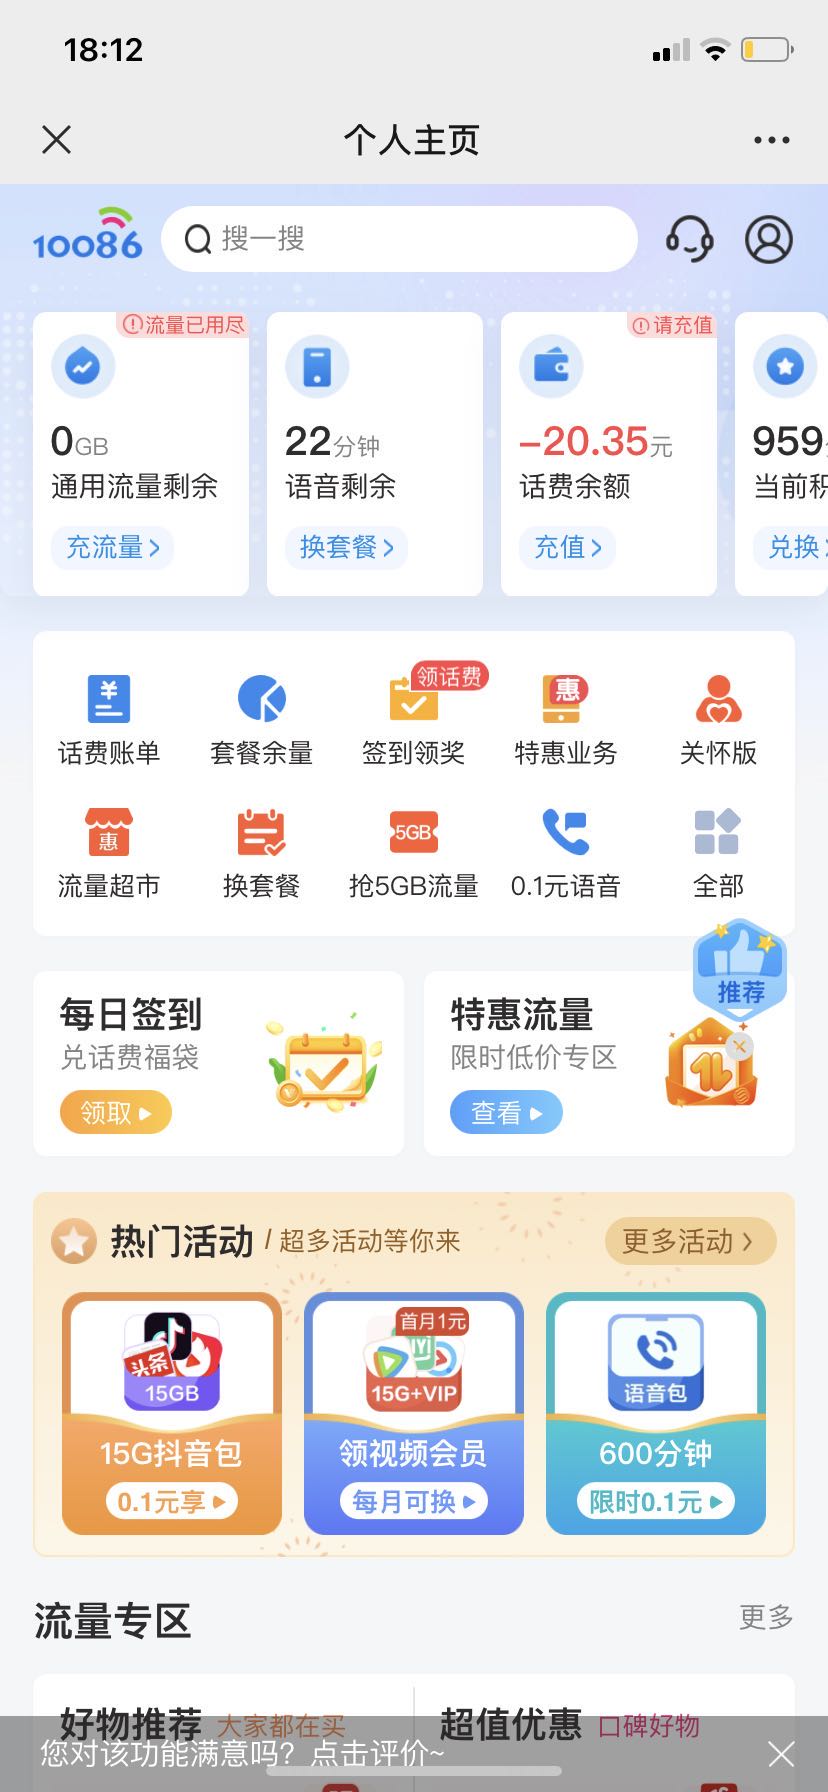 18:12
个人主页
10086
搜一搜
流量已用尽
请充值
0GB
22分钟
-20.35元
959
通用流量剩余
语音剩余
话费余额
当前积
充流量
换套餐
充值
兑换
领话费
惠
话费账单
套餐余量
签到领奖
特惠业务
关怀版
惠
5GB
流量超市
换套餐
抢5GB流量
0.1元语音
全部
推荐
每日签到
兑话费福袋
领取
特惠流量
限时低价专区
查看
热门活动 / 超多活动等你来
更多活动
头条
15GB
15G抖音包
0.1元享
首月1元
15G+VIP
领视频会员
每月可换
语音包
600分钟
限时0.1元
流量专区
更多
好物推荐 大家都在买
超值优惠 口碑好物
您对该功能满意吗？点击评价~